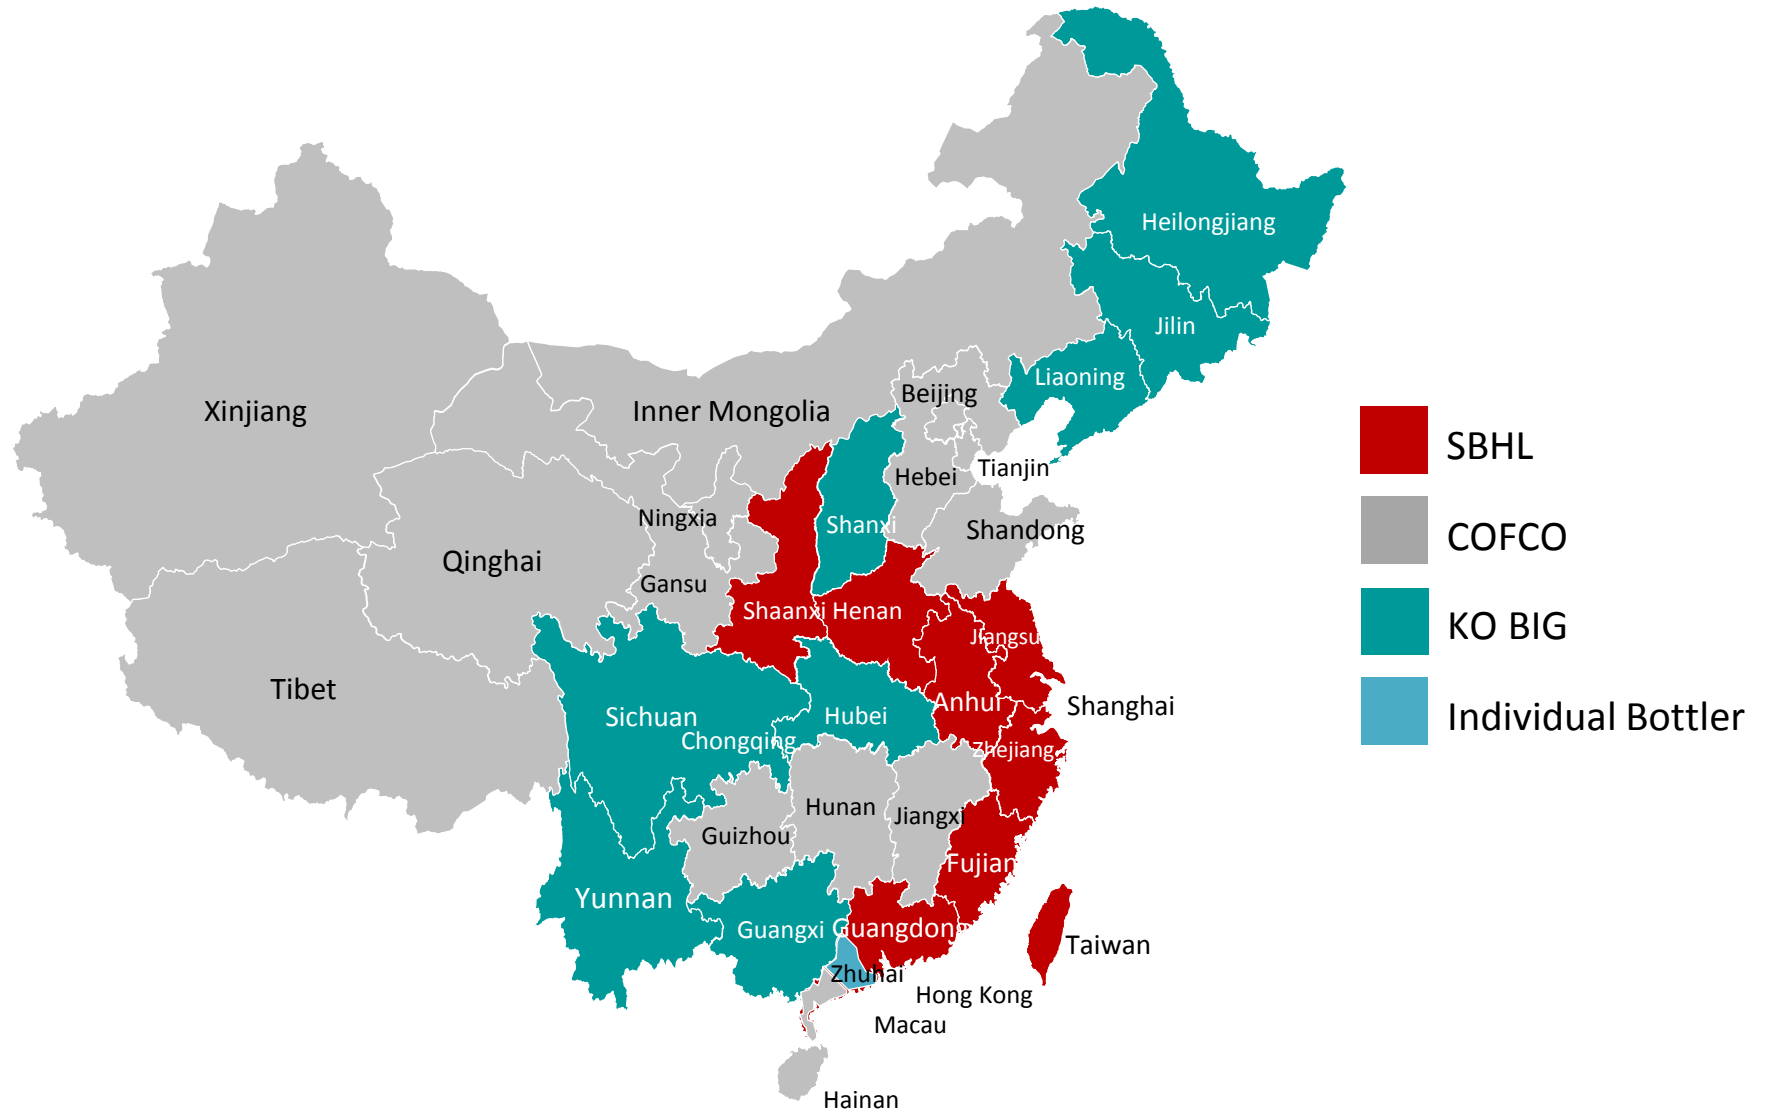 Heilongjiang
Jilin
Liaoning
Beijing
Xinjiang
Inner Mongolia
Tianjin
Hebei
Ningxia
Shanxi
Shandong
Qinghai
Gansu
Shaanxi
Henan
Jiangsu
Tibet
Sichuan
Hubei
Anhui
Shanghai
Chongqing
Zhejiang
Hunan
Jiangxi
Guizhou
Fujian
Yunnan
Guangxi
Guangdong
Taiwan
Zhuhai
Hong Kong
Macau
Hainan
SBHL
COFCO
KO BIG
Individual Bottler